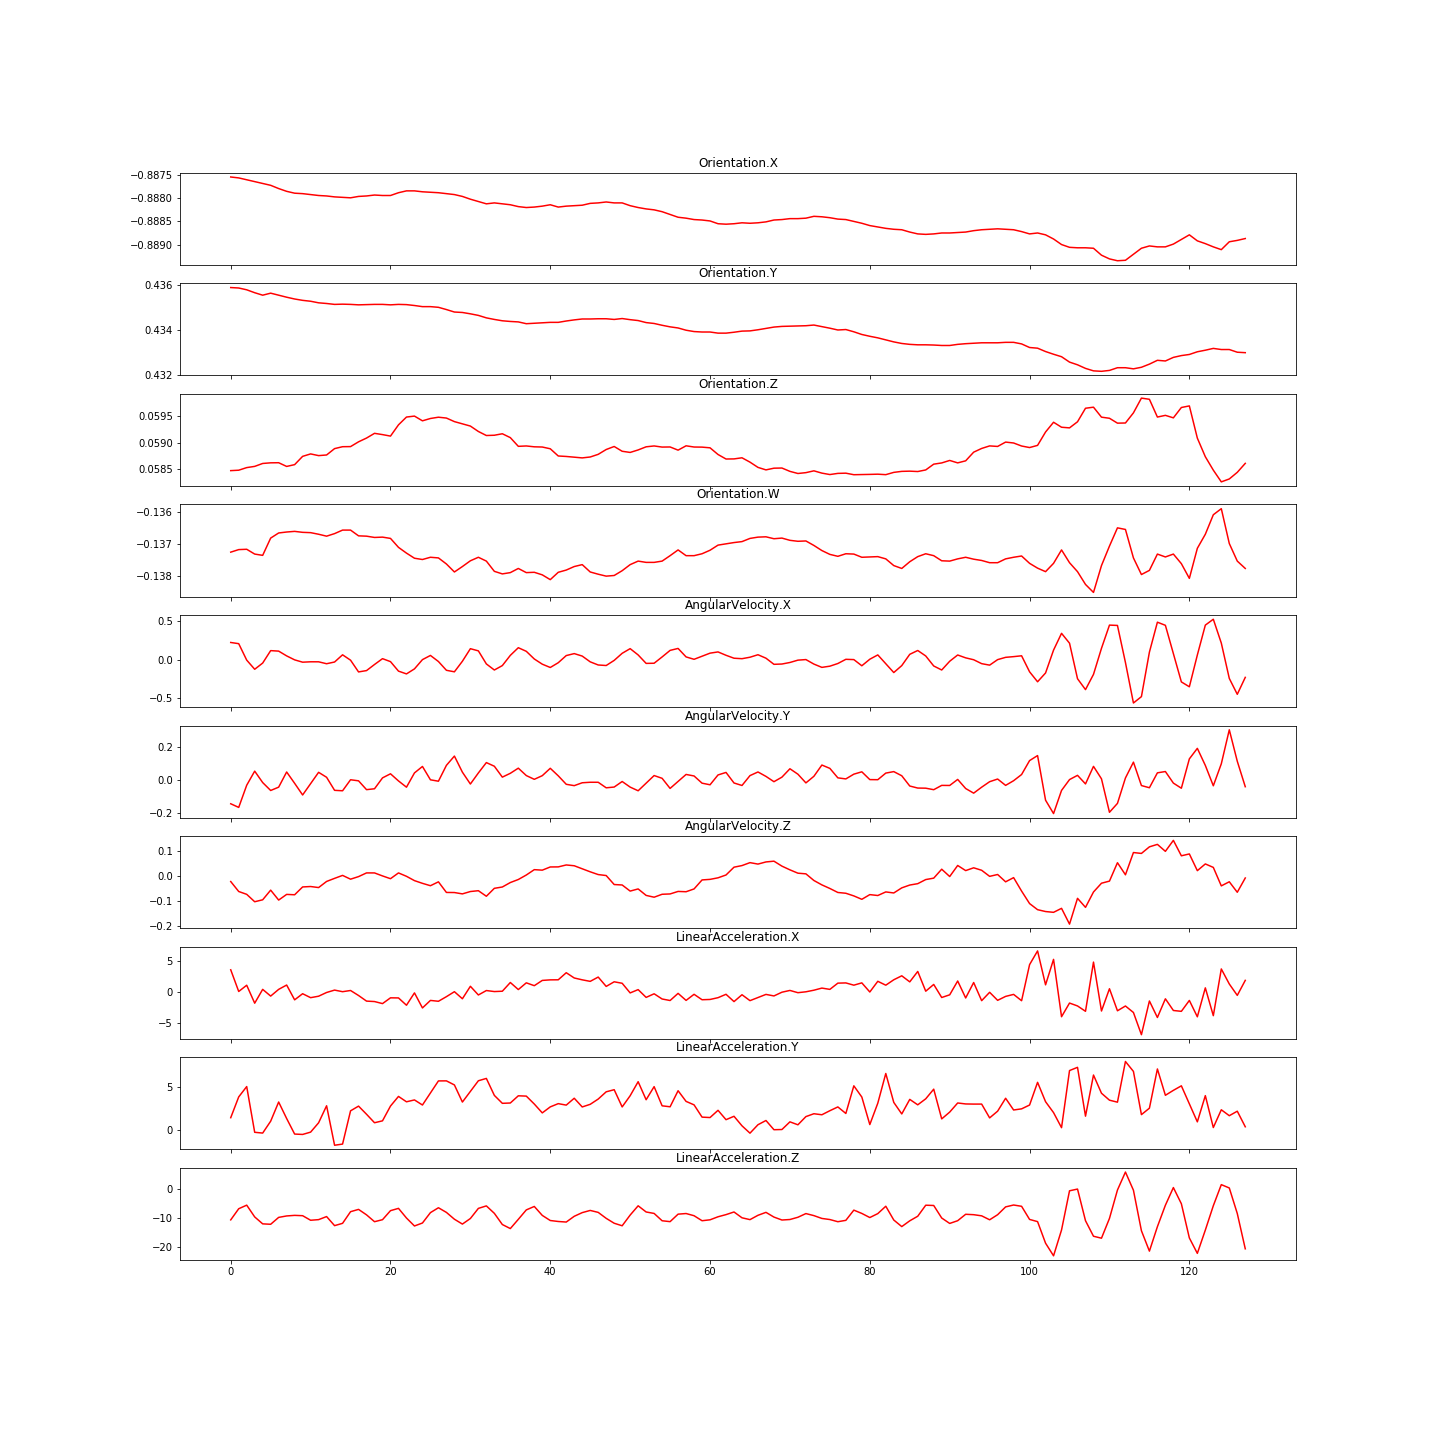 Orientation.X
−0.8875
−0.8880
−0.8885
−0.8890
Orientation.Y
0.436
0.434
0.432
Orientation.Z
0.0595
0.0590
0.0585
Orientation.W
−0.136
−0.137
−0.138
AngularVelocity.X
0.5
0.0
−0.5
AngularVelocity.Y
0.2
0.0
−0.2
AngularVelocity.Z
0.1
0.0
−0.1
−0.2
LinearAcceleration.X
5
0
−5
LinearAcceleration.Y
5
0
LinearAcceleration.Z
0
−10
−20
0 20 40 60 80 100 120